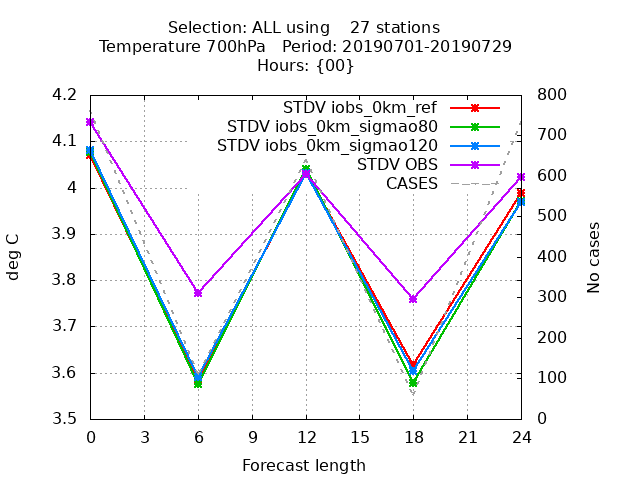 Selection: ALL using    27 stations
Temperature 700hPa   Period: 20190701-20190729
Hours: {00}
STDV iobs_0km_ref
STDV iobs_0km_sigmao80
STDV iobs_0km_sigmao120
STDV OBS
CASES
4.2
4.1
4
3.9
3.8
3.7
3.6
3.5
deg C
800
700
600
500
400
300
200
100
0
No cases
0 3 6 9 12 15 18 21 24
Forecast length